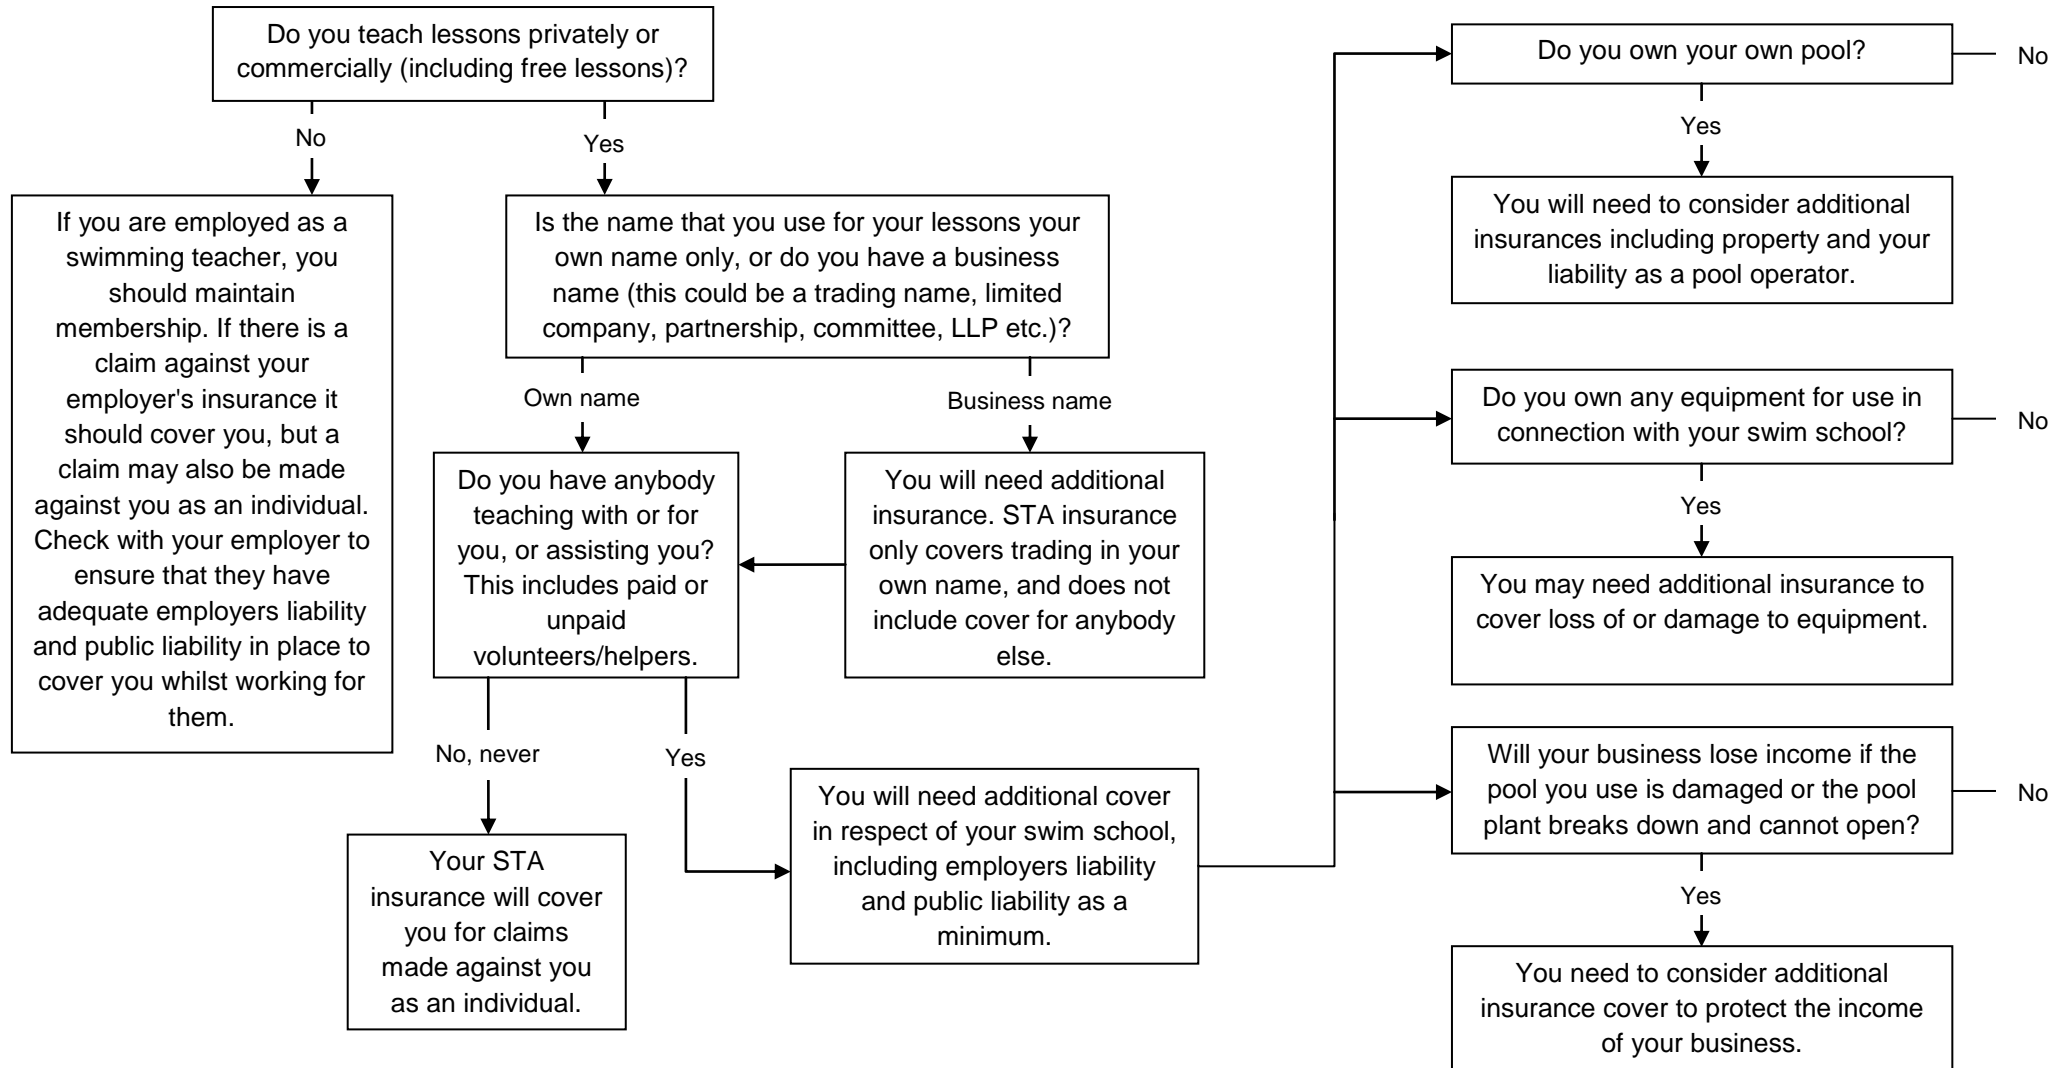 Do you teach lessons privately or
commercially (including free lessons)?
No
Yes
If you are employed as a
swimming teacher, you
should maintain
membership. If there is a
claim against your
employer's insurance it
should cover you, but a
claim may also be made
against you as an individual.
Check with your employer to
ensure that they have
adequate employers liability
and public liability in place to
cover you whilst working for
them.
Is the name that you use for your lessons your
own name only, or do you have a business
name (this could be a trading name, limited
company, partnership, committee, LLP etc.)?
Own name
Business name
Do you have anybody
teaching with or for
you, or assisting you?
This includes paid or
unpaid
volunteers/helpers.
You will need additional
insurance. STA insurance
only covers trading in your
own name, and does not
include cover for anybody
else.
No, never
Yes
Your STA
insurance will cover
you for claims
made against you
as an individual.
You will need additional cover
in respect of your swim school,
including employers liability
and public liability as a
minimum.
Do you own your own pool?
No
Yes
You will need to consider additional
insurances including property and your
liability as a pool operator.
Do you own any equipment for use in
connection with your swim school?
No
Yes
You may need additional insurance to
cover loss of or damage to equipment.
Will your business lose income if the
pool you use is damaged or the pool
plant breaks down and cannot open?
No
Yes
You need to consider additional
insurance cover to protect the income
of your business.